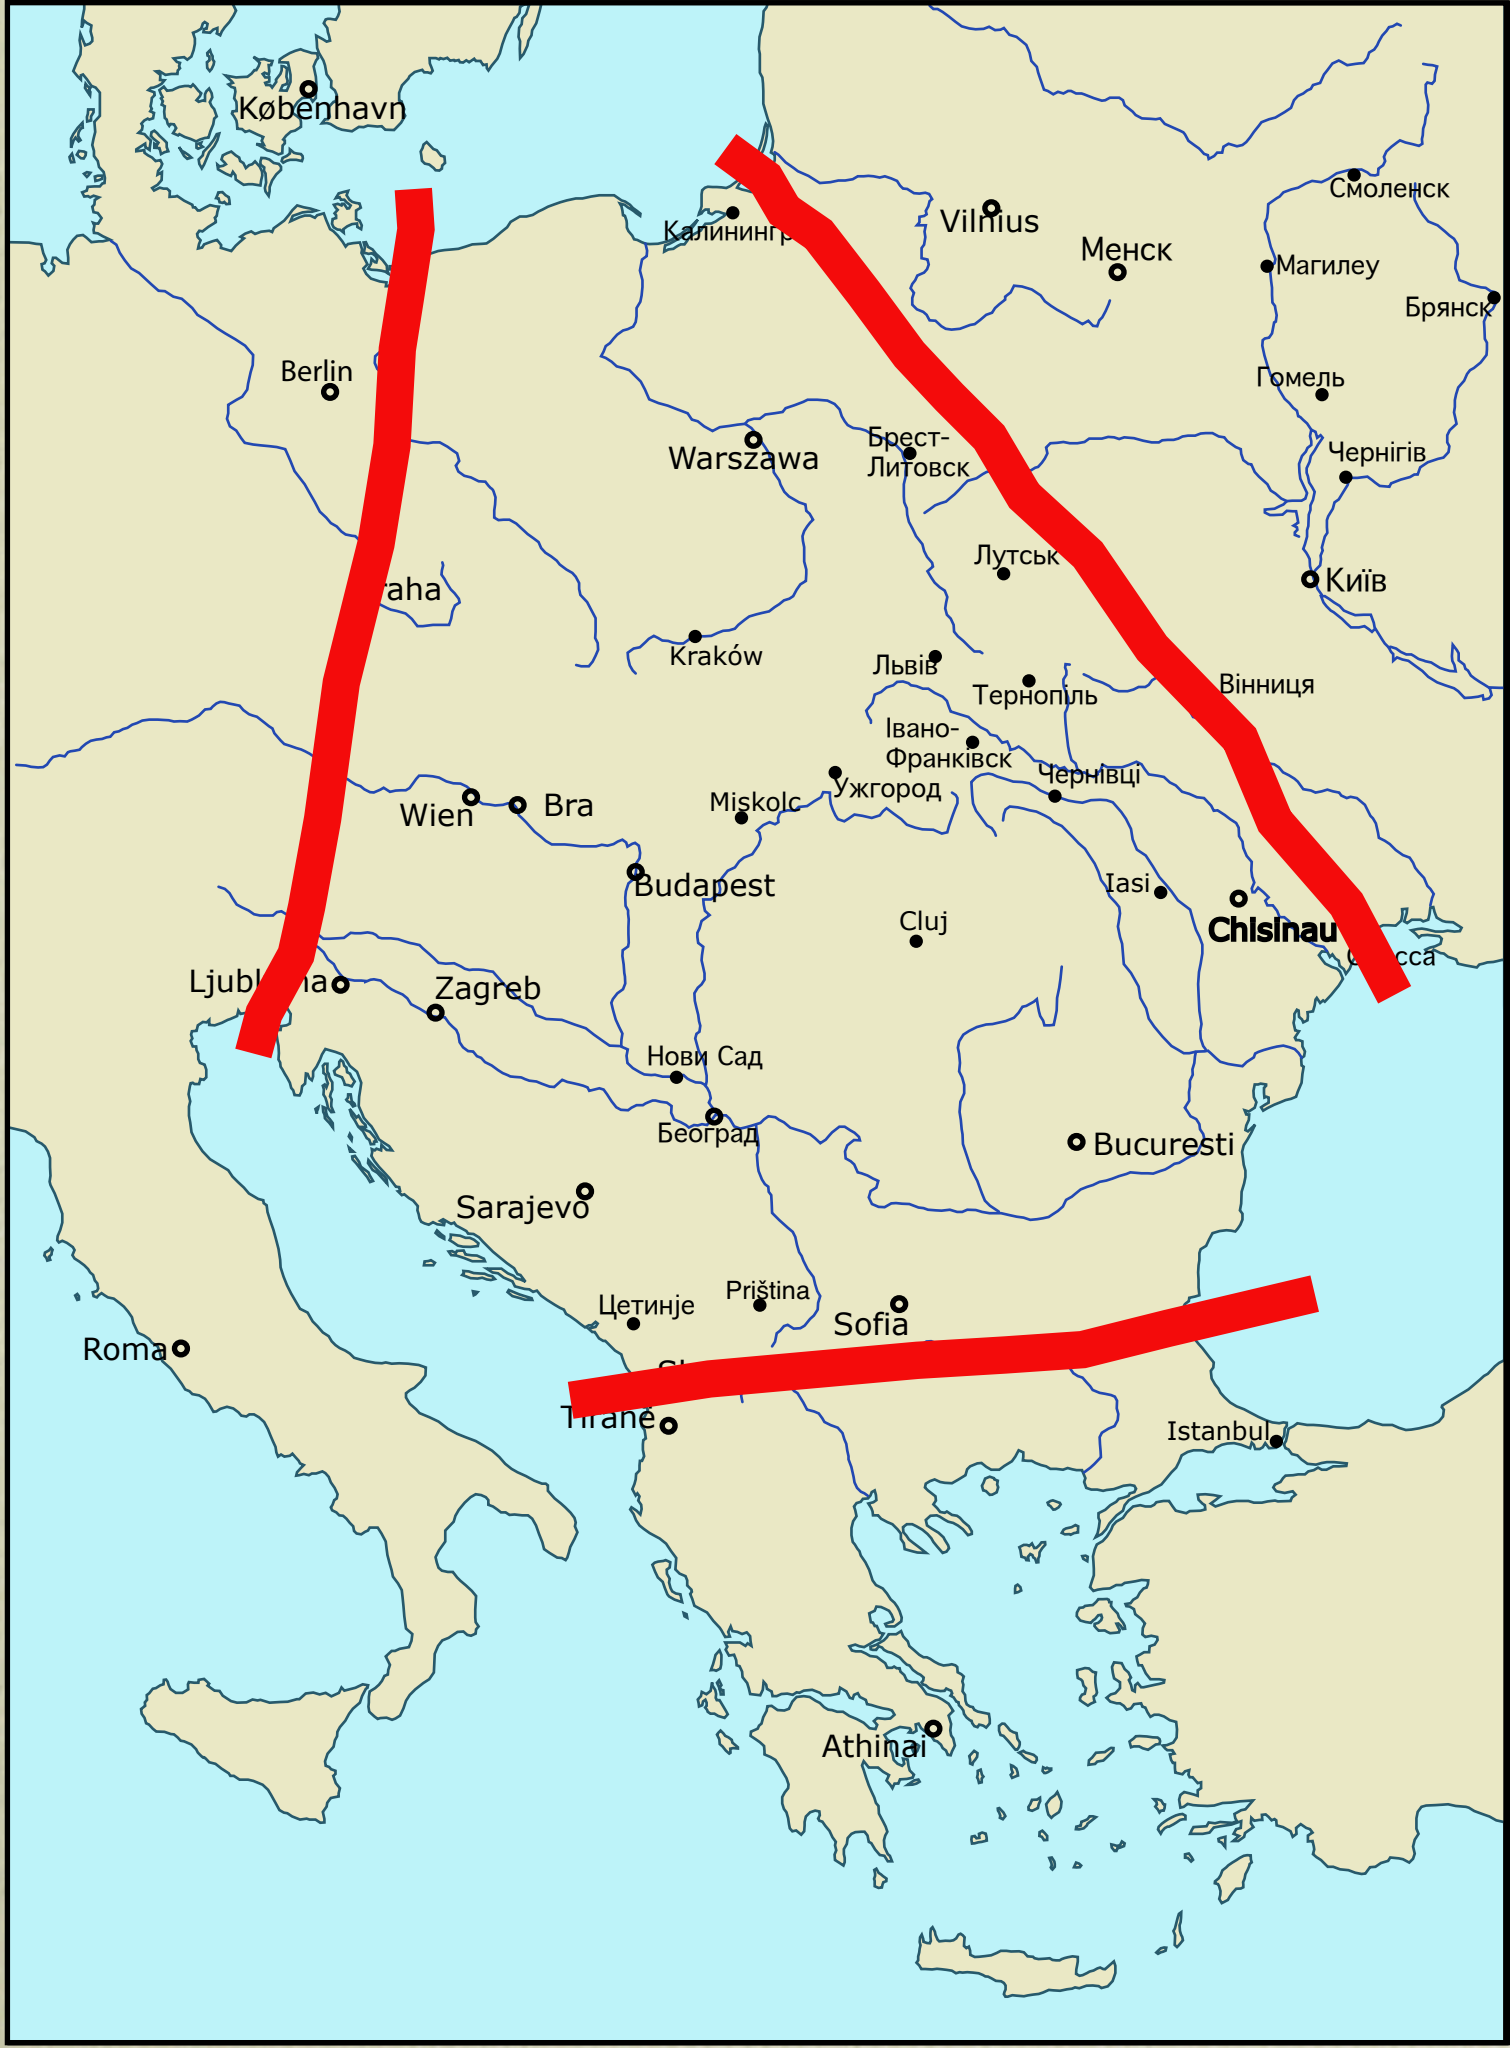 København
Смоленск
Vilnius
Калинингр
Менск
Магилеу
Брянск
Berlin
Гомель
Warszawa
Брест-
Литовск
Чернігів
Лутськ
Київ
raha
Kraków
Львів
Тернопіль
Вінниця
Івано-
Франківск
Чернівці
Ужгород
Miskolc
Wien
Bra
Budapest
Iasi
Cluj
Chisinau
Ljubl
na
Zagreb
Нови Сад
Београд
Bucuresti
Sarajevo
Priština
Цетинје
Sofia
Roma
Tiranë
Istanbul
Athinai